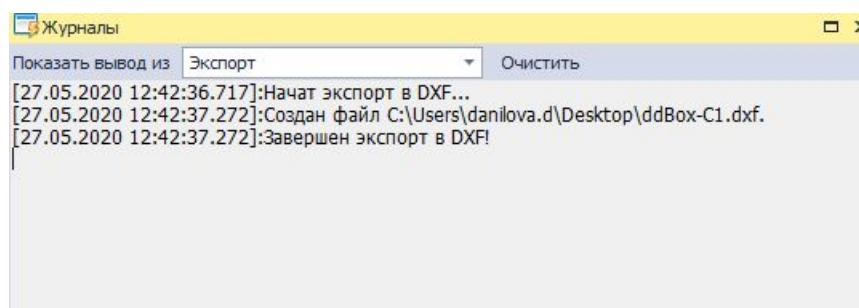 Журналы
Показать вывод из Экспорт Очистить
[27.05.2020 12:42:36.717]:Начат экспорт в DXF...
[27.05.2020 12:42:37.272]:Создан файл C:\Users\danilova.d\Desktop\ddBox-C1.dxf.
[27.05.2020 12:42:37.272]:Завершен экспорт в DXF!